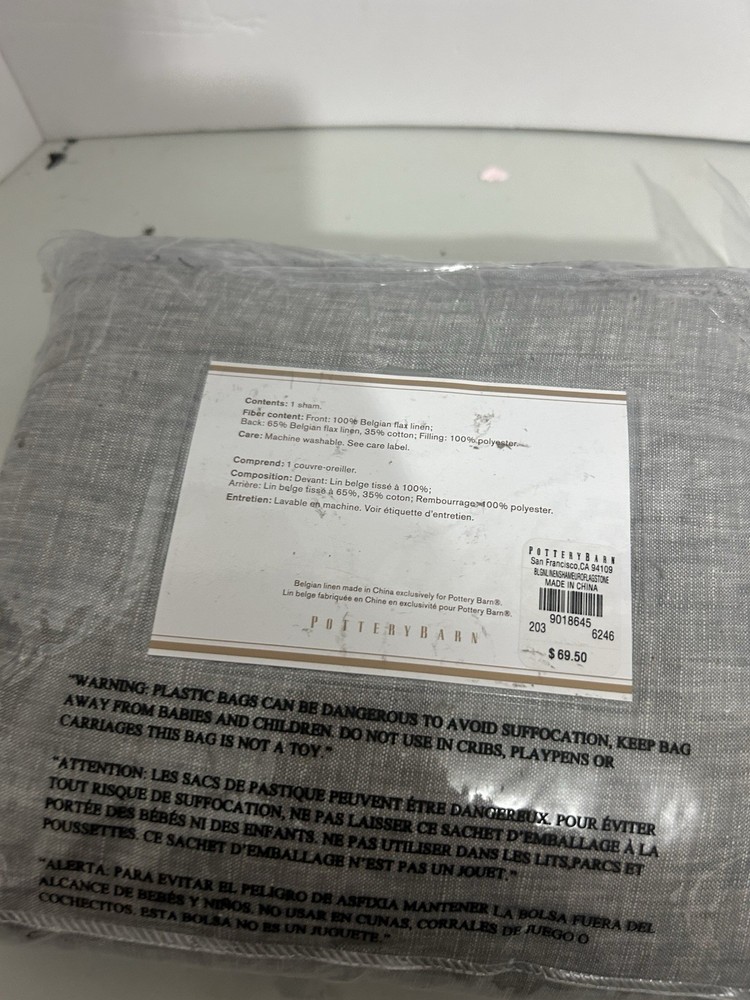 Contents: 1 sham.
Fiber content: Front: 100% Belgian flax linen;
Back: 65% Belgian flax linen, 35% cotton; Filling: 100% polyester.
Care: Machine washable. See care label.
Comprend: 1 couvre-oreiller.
Composition: Devant: Lin belge tissé à 100%;
Arrière: Lin belge tissé à 65%, 35% coton; Rembourrage: 100% polyester.
Entretien: Lavable en machine. Voir étiquette d'entretien.
Belgian linen made in China exclusively for Pottery Barn®.
Lin belge fabriquée en Chine en exclusivité pour Pottery Barn®.
POTTERYBARN
POTTERYBARN
San Francisco,CA 94109
BLGNLINENSHAMEUROFLAGSTONE
MADE IN CHINA
9018645
203 6246
$69.50
"WARNING: PLASTIC BAGS CAN BE DANGEROUS TO AVOID SUFFOCATION, KEEP BAG
AWAY FROM BABIES AND CHILDREN. DO NOT USE IN CRIBS, PLAYPENS OR
CARRIAGES THIS BAG IS NOT A TOY."
"ATTENTION: LES SACS DE PASTIQUE PEUVENT ÊTRE DANGEREUX. POUR ÉVITER
TOUT RISQUE DE SUFFOCATION, NE PAS LAISSER CE SACHET D'EMBALLAGE À LA
PORTÉE DES BÉBÉS NI DES ENFANTS. NE PAS UTILISER DANS LES LITS,PARCS ET
POUSSETTES. CE SACHET D'EMBALLAGE N'EST PAS UN JOUET."
"ALERTA: PARA EVITAR EL PELIGRO DE ASFIXIA MANTENER LA BOLSA FUERA DEL
ALCANCE DE BEBÉS Y NIÑOS. NO USAR EN CUNAS, CORRALES DE JUEGO O
COCHECITOS. ESTA BOLSA NO ES UN JUGUETE."